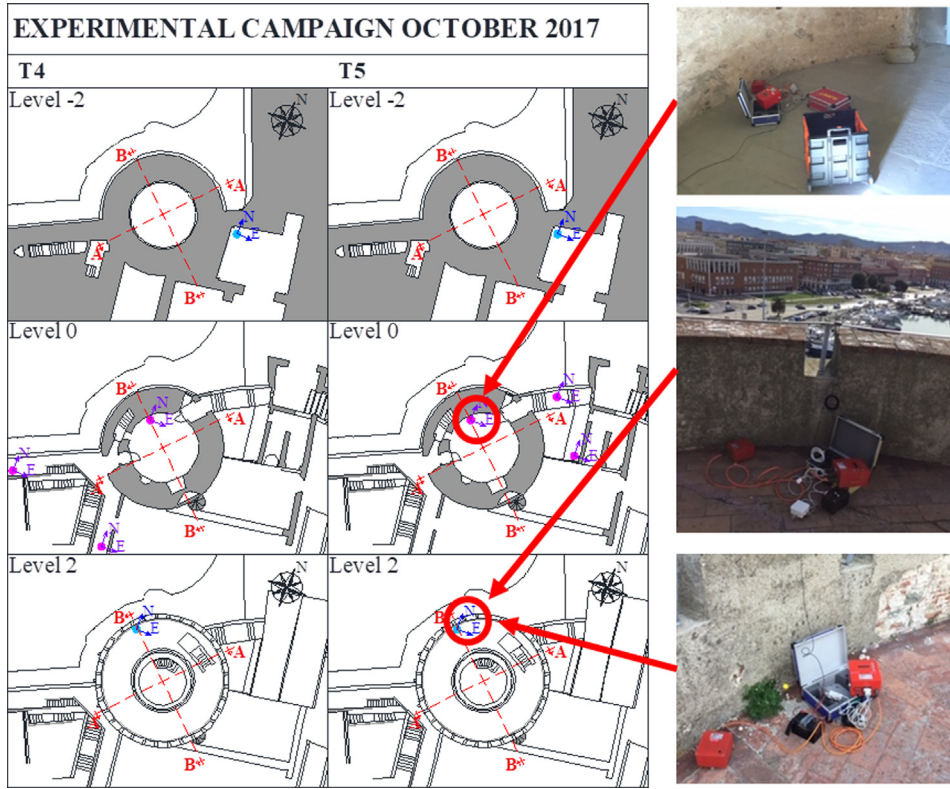 EXPERIMENTAL CAMPAIGN OCTOBER 2017
T4 T5
Level -2 Level -2
N N
B B
A A
N N
E E
A A
B B
Level 0 Level 0
B N B N N
E E E
A A
N N
E E
A A
N
E
B B
Level 2 Level 2
N N
B N B N
E E
A A
A A
B B